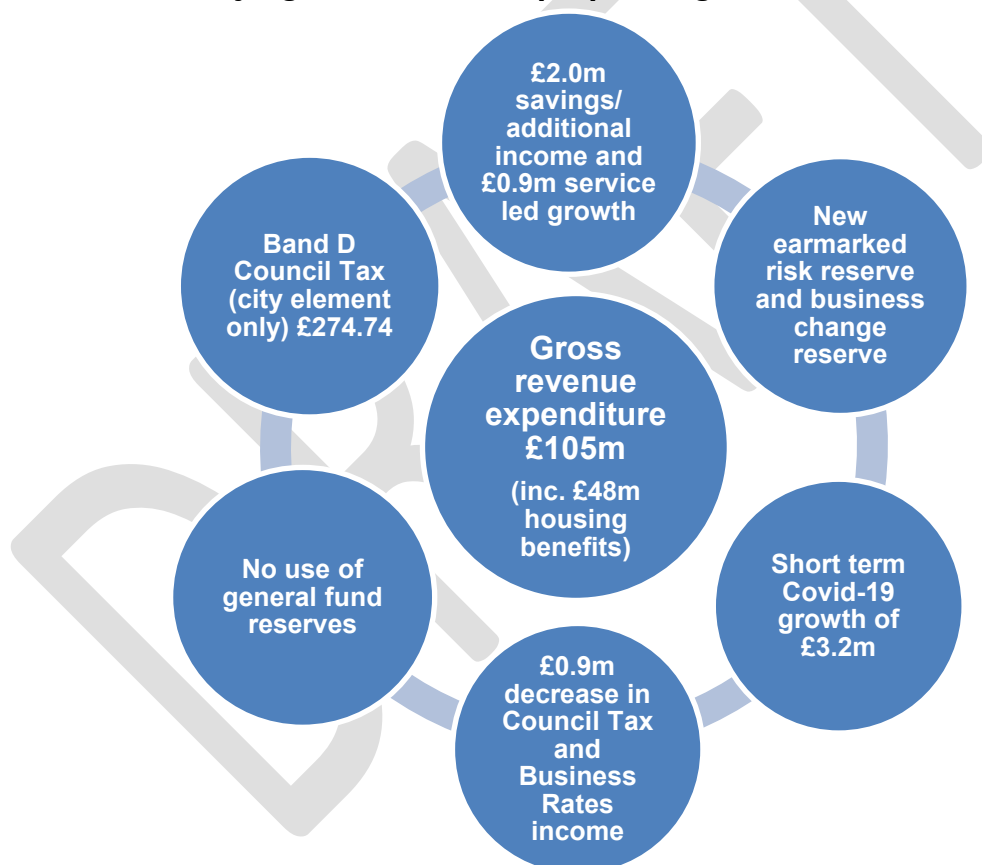 £2.0m
savings/
additional
income and
£0.9m service
led growth
New
earmarked
risk reserve
and business
change
reserve
Short term
Covid-19
growth of
£3.2m
£0.9m
decrease in
Council Tax
and
Business
Rates
income
No use of
general fund
reserves
Band D
Council Tax
(city element
only) £274.74
Gross
revenue
expenditure
£105m
(inc. £48m
housing
benefits)